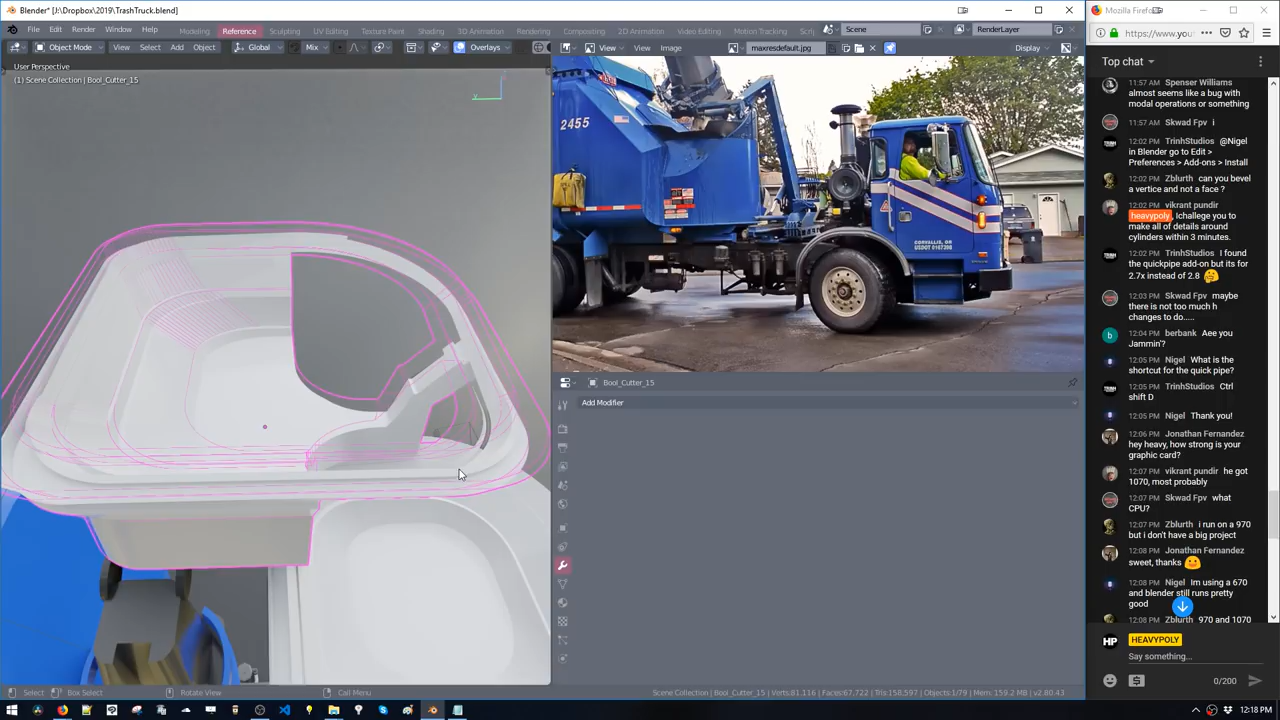 Blender* [J:\Dropbox\2019\TrashTruck.blend]
File Edit Render Window Help
Modeling Reference Sculpting UV Editing Texture Paint Shading Animation Rendering Compositing Video Editing 2D Animation Motion Tracking Scrip
Scene
RenderLayer
Object Mode View Select Add Object Global Mix Overlays
View View Image maxresdefault.jpg Display
User Perspective
(1) Scene Collection | Bool_Cutter_15
Y
2455
CORVALLIS, OR
USDOT 0167398
Bool_Cutter_15
Add Modifier
Select Box Select Rotate View Call Menu
Scene Collection | Bool_Cutter_15 | Verts:81,116 | Faces:67,722 | Tris:158,597 | Objects:1/79 | Mem: 159.2 MB | v2.80.43
Mozilla Firef
https://www.you
Top chat
Spenser Williams
almost seems like a bug with
modal operations or something
11:57 AM Skwad Fpv i
12:02 PM TrinhStudios @Nigel
in Blender go to Edit >
Preferences > Add-ons > Install
12:02 PM Zblurth can you bevel
a vertice and not a face ?
12:02 PM vikrant pundir
heavypoly, Ichallege you to
make all of details around
cylinders within 3 minutes.
12:03 PM TrinhStudios I found
the quickpipe add-on but its for
2.7x instead of 2.8
12:03 PM Skwad Fpv maybe
there is not too much h
changes to do.....
12:04 PM berbank Aee you
Jammin'?
12:05 PM Nigel What is the
shortcut for the quick pipe?
12:05 PM TrinhStudios Ctrl
shift D
12:05 PM Nigel Thank you!
12:06 PM Jonathan Fernandez
hey heavy, how strong is your
graphic card?
12:07 PM vikrant pundir he got
1070, most probably
12:07 PM Skwad Fpv what
CPU?
12:07 PM Zblurth i run on a 970
but i don't have a big project
12:08 PM Jonathan Fernandez
sweet, thanks
12:08 PM Nigel Im using a 670
and blender still runs pretty
good
12:08 PM Zblurth 970 and 1070
HP HEAVYPOLY
Say something...
0/200
12:18 PM